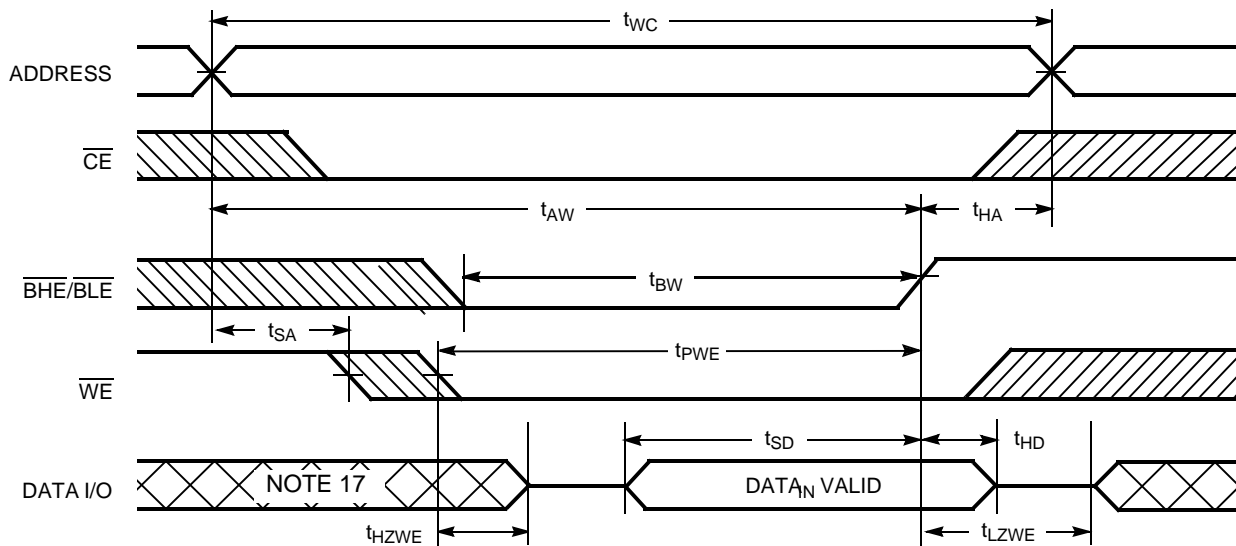 tWC
ADDRESS
CE
tAW
tHA
BHE/BLE
tBW
tSA
tPWE
WE
tSD
tHD
DATA I/O
NOTE 17
DATAIN VALID
tHZWE
tLZWE